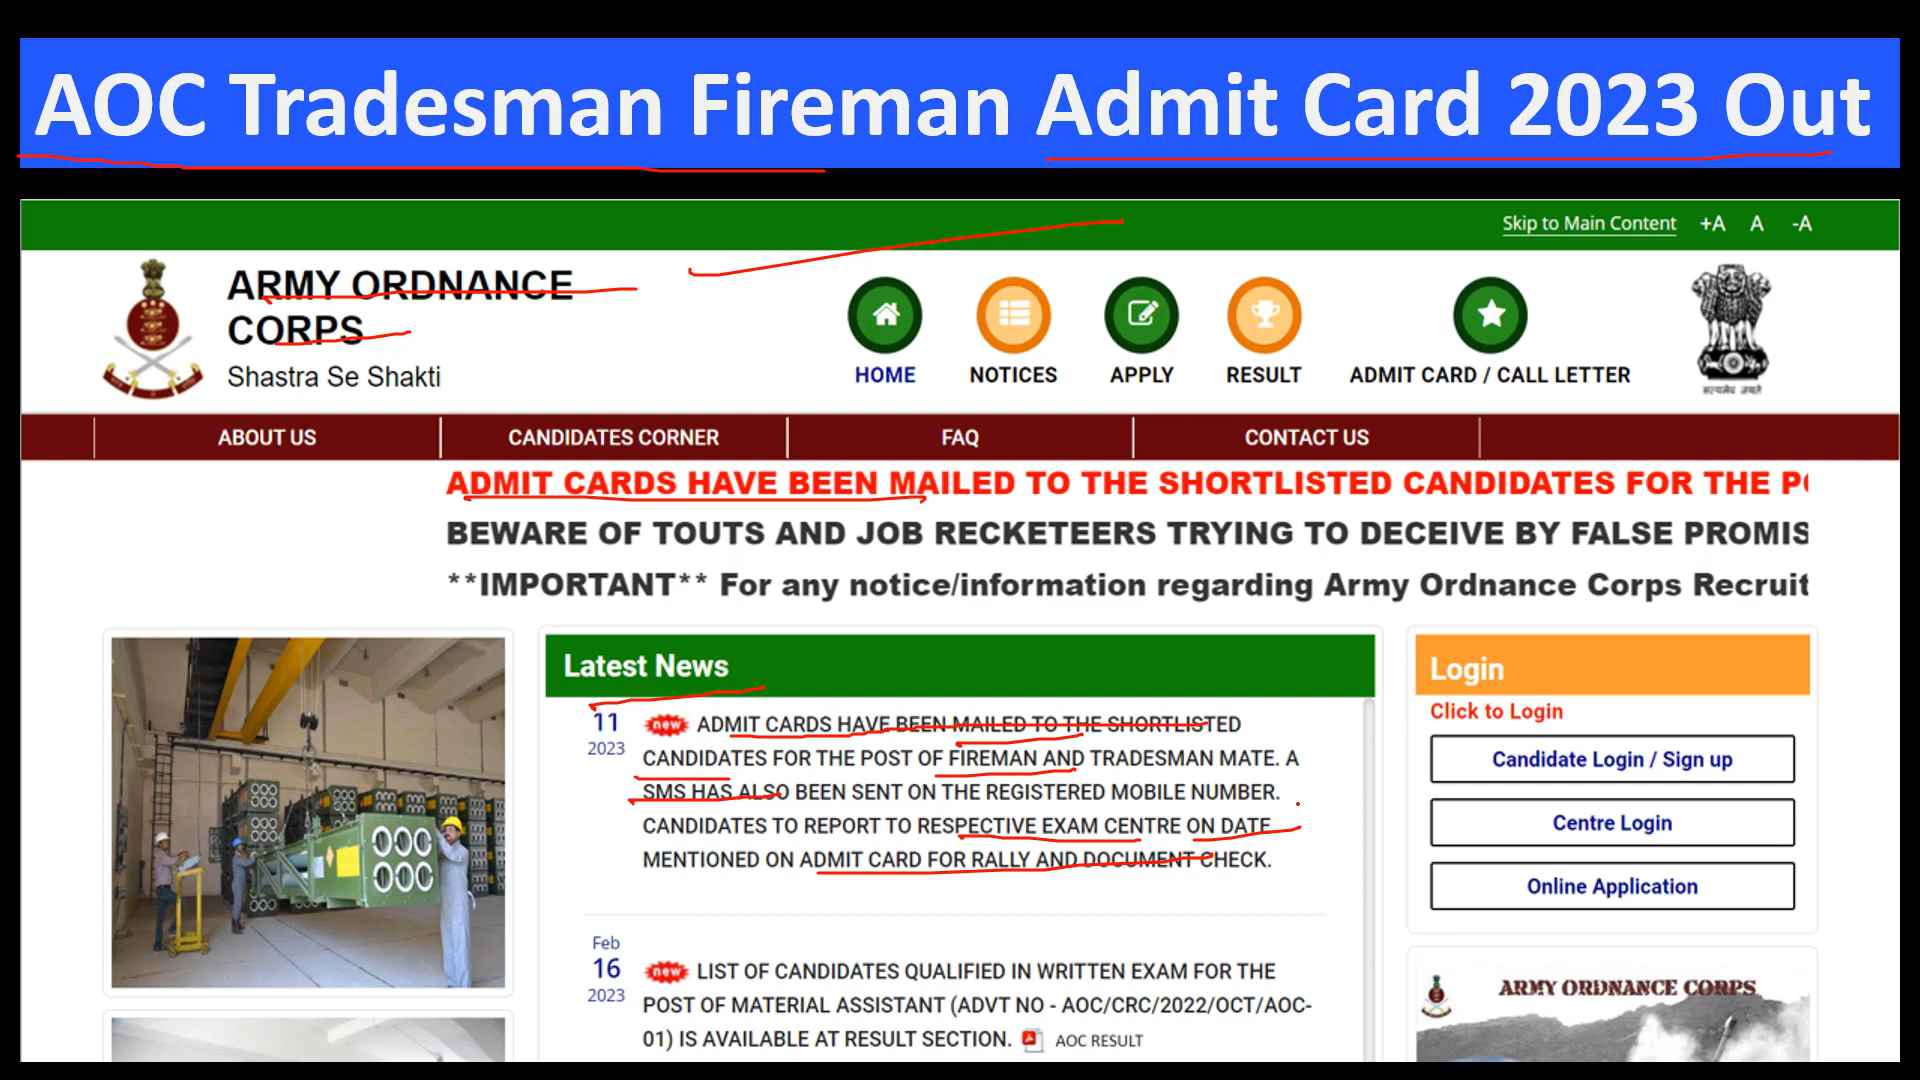 AOC Tradesman Fireman Admit Card 2023 Out
Skip to Main Content +A A -A
ARMY ORDNANCE
CORPS
Shastra Se Shakti
HOME NOTICES APPLY RESULT ADMIT CARD / CALL LETTER
सत्यमेव जयते
ABOUT US CANDIDATES CORNER FAQ CONTACT US
ADMIT CARDS HAVE BEEN MAILED TO THE SHORTLISTED CANDIDATES FOR THE
BEWARE OF TOUTS AND JOB RECKETEERS TRYING TO DECEIVE BY FALSE PROMIS
**IMPORTANT** For any notice/information regarding Army Ordnance Corps Recruit
Latest News
11
2023
new ADMIT CARDS HAVE BEEN MAILED TO THE SHORTLISTED
CANDIDATES FOR THE POST OF FIREMAN AND TRADESMAN MATE. A
SMS HAS ALSO BEEN SENT ON THE REGISTERED MOBILE NUMBER.
CANDIDATES TO REPORT TO RESPECTIVE EXAM CENTRE ON DATE
MENTIONED ON ADMIT CARD FOR RALLY AND DOCUMENT CHECK.
Feb
16
2023
new LIST OF CANDIDATES QUALIFIED IN WRITTEN EXAM FOR THE
POST OF MATERIAL ASSISTANT (ADVT NO - AOC/CRC/2022/OCT/AOC-
01) IS AVAILABLE AT RESULT SECTION. AOC RESULT
Login
Click to Login
Candidate Login / Sign up
Centre Login
Online Application
ARMY ORDNANCE CORPS